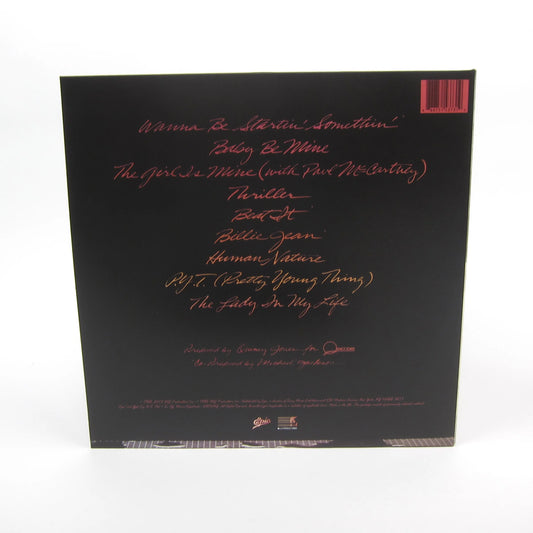 Wanna Be Startin' Somethin'
Baby Be Mine
The Girl Is Mine (with Paul McCartney)
Thriller
Beat It
Billie Jean
Human Nature
P.Y.T. (Pretty Young Thing)
The Lady In My Life
Produced by Quincy Jones for
Co-Produced by Michael Jackson
Epic